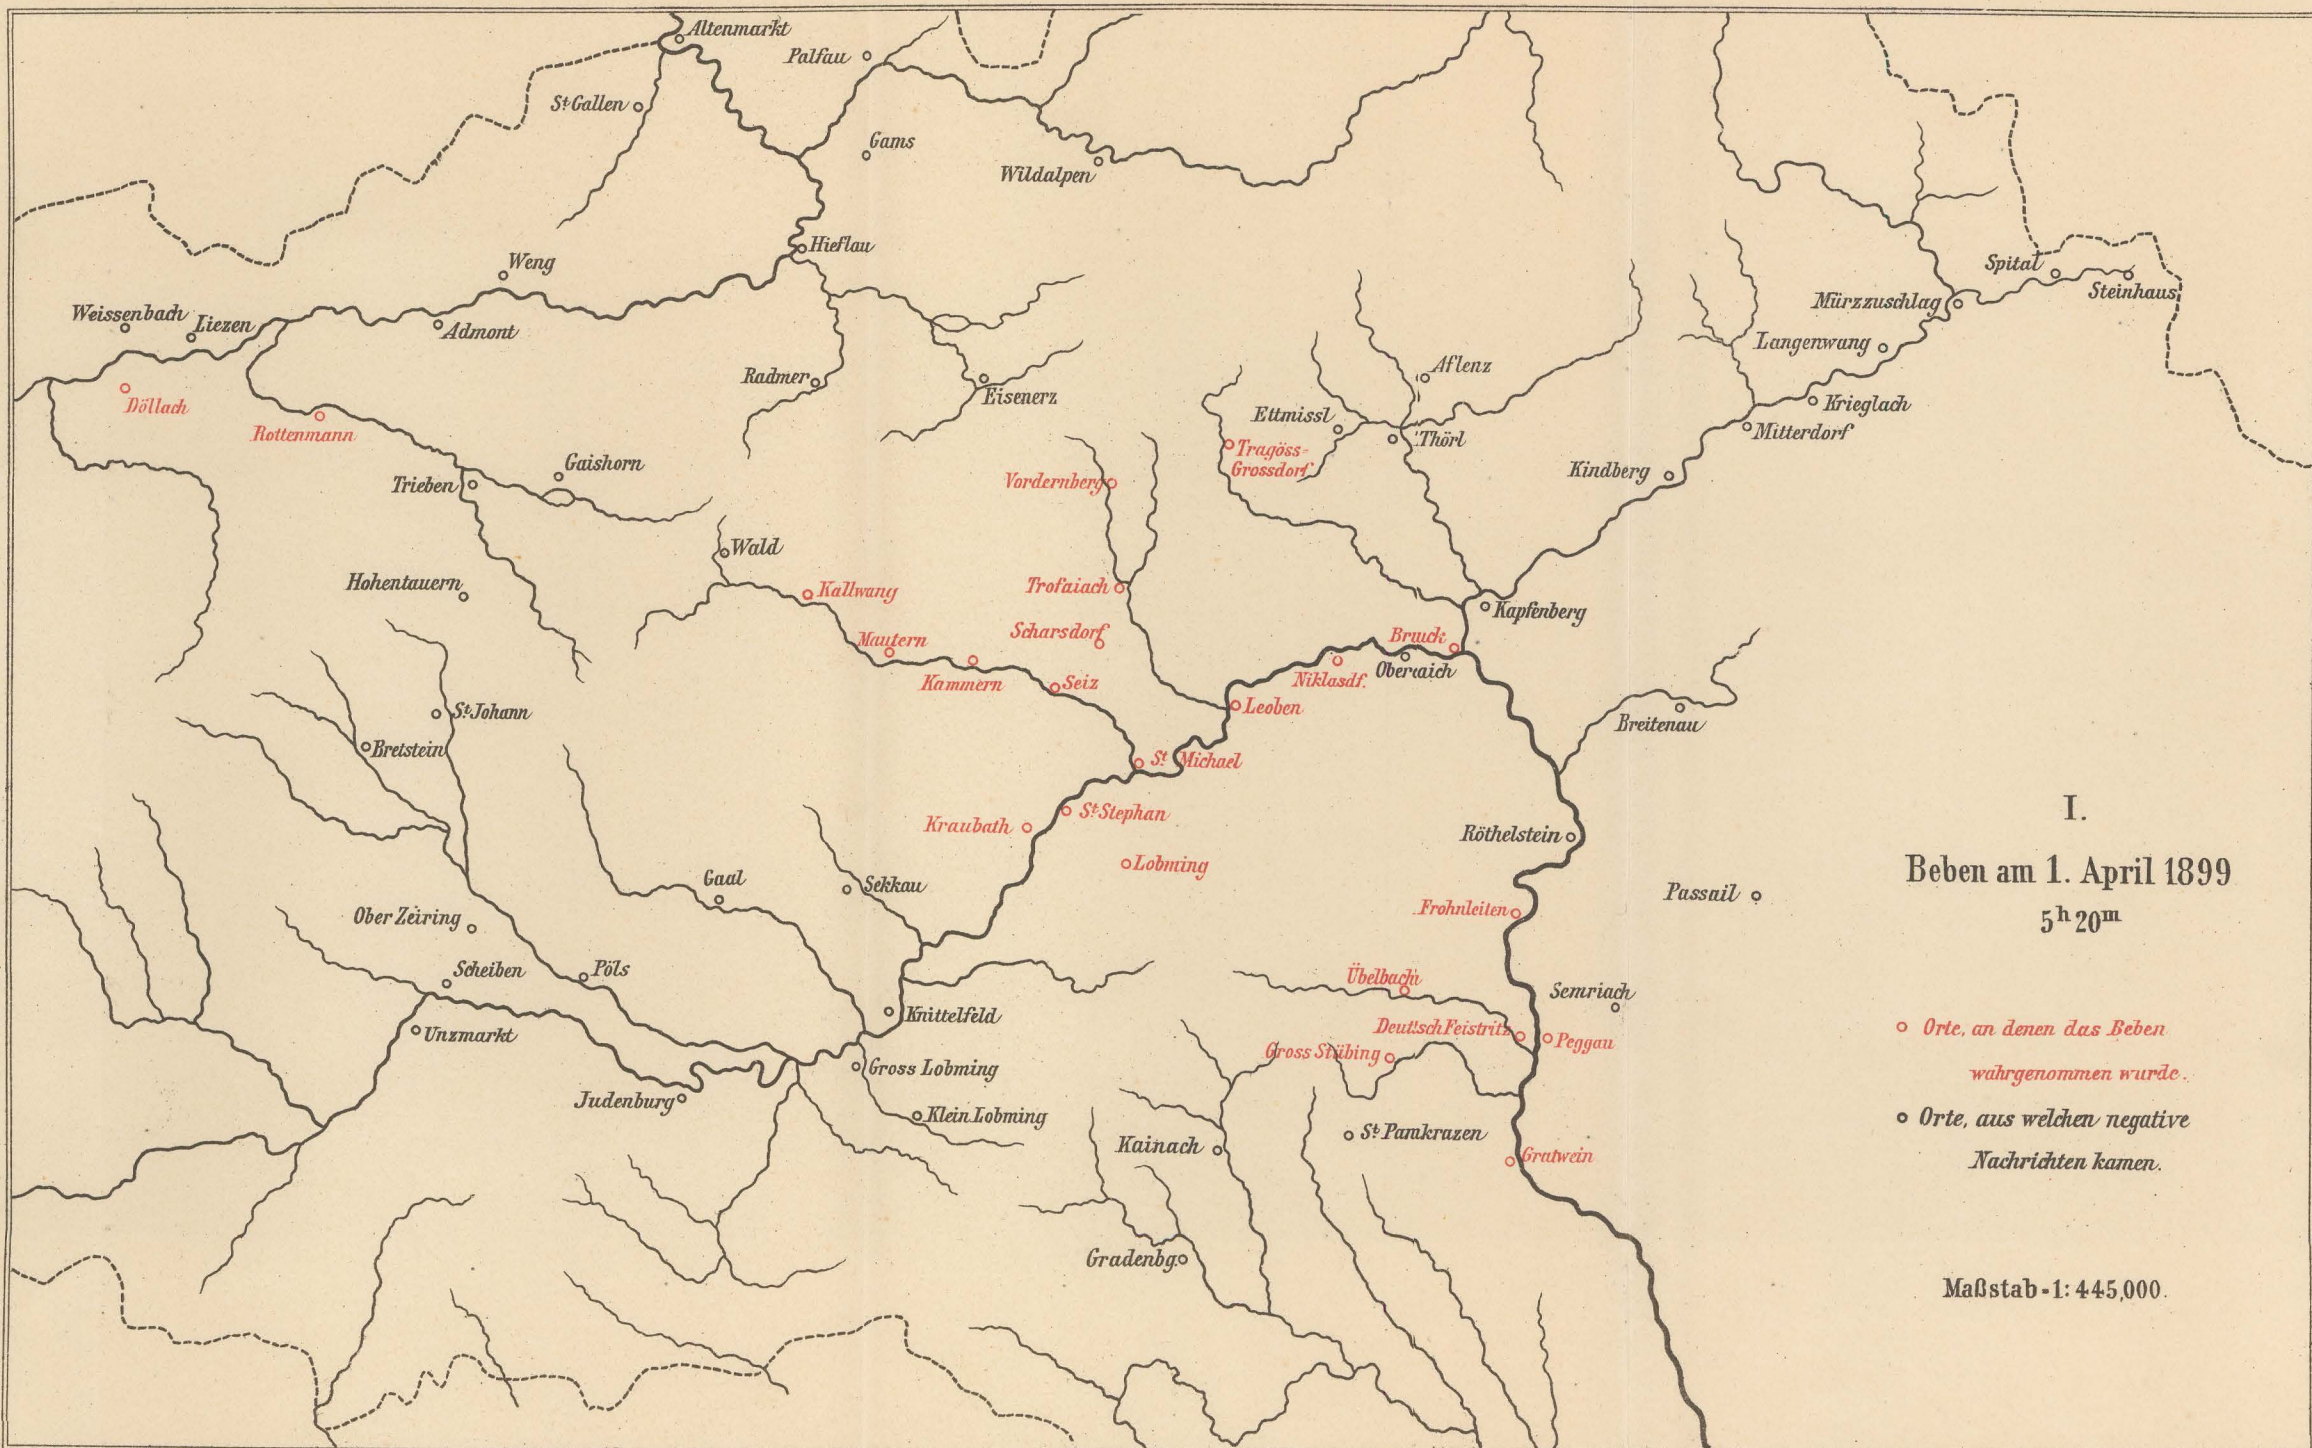 Altenmarkt
Palfau
St Gallen
Gams
Wildalpen
Hieflau
Weng
Spital
Steinhaus
Mürzzuschlag
Weissenbach
Liezen
Admont
Langenwang
Radmer
Eisenerz
Aflenz
Döllach
Rottenmann
Ettmissl
Krieglach
Thörl
Mitterdorf
Tragöss-
Grossdorf
Gaishorn
Trieben
Vordernberg
Kindberg
Wald
Hohentauern
Kallwang
Trofaiach
Kapfenberg
Mautern
Scharsdorf
Bruck
Kammern
Seiz
Niklasdf.
Oberaich
St Johann
Leoben
Breitenau
Bretstein
St Michael
I.
Kraubath
St Stephan
Röthelstein
Lobming
Beben am 1. April 1899
5h 20m
Gaal
Sekkau
Passail
Ober Zeiring
Frohnleiten
Scheiben
Pöls
Übelbach
Semriach
Knittelfeld
Unzmarkt
Deutsch Feistritz
Peggau
Gross Stübing
Orte, an denen das Beben
wahrgenommen wurde.
Gross Lobming
Judenburg
Klein Lobming
Orte, aus welchen negative
Nachrichten kamen.
Kainach
St Pankrazen
Gratwein
Gradenbg.
Maßstab-1:445,000.